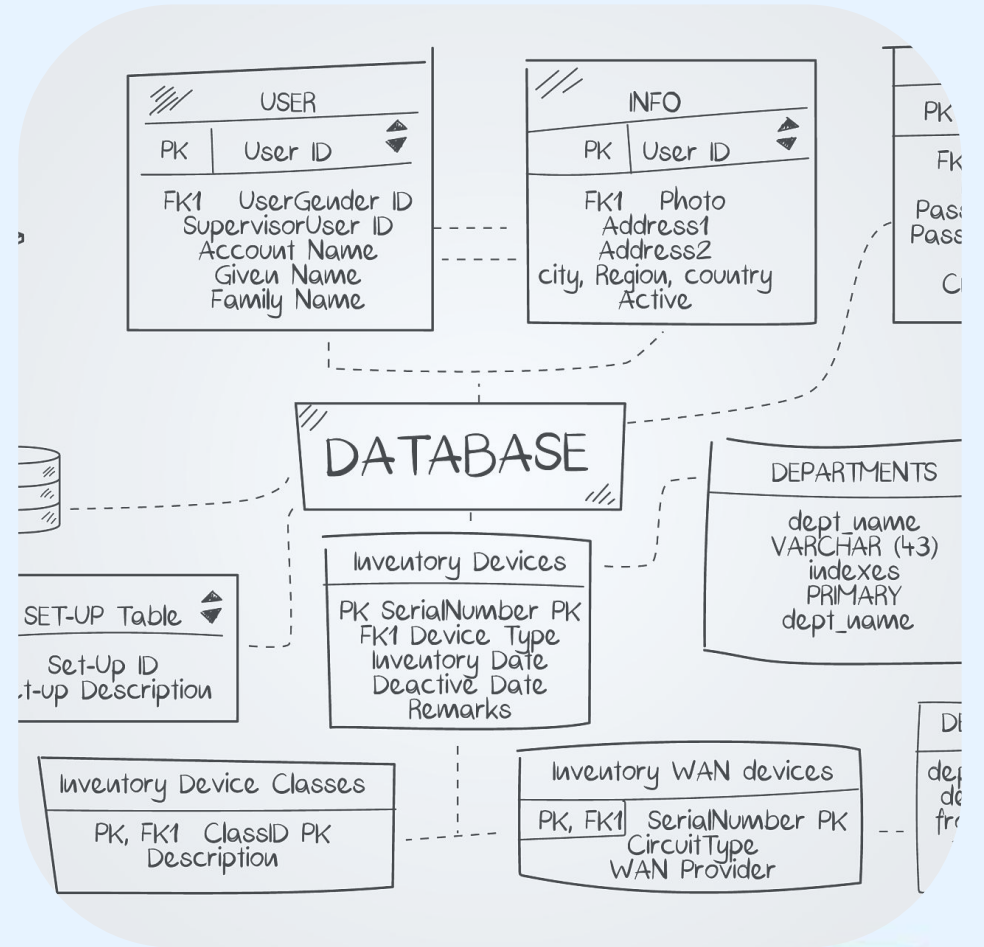 USER
PK User ID
FK1 UserGender ID
SupervisorUser ID
Account Name
Given Name
Family Name
INFO
PK User ID
FK1 Photo
Address1
Address2
city, Region, country
Active
PK
FK
DATABASE
DEPARTMENTS
dept_name
VARCHAR (43)
indexes
PRIMARY
dept_name
SET-UP Table
Set-Up ID
t-up Description
Inventory Devices
PK SerialNumber PK
FK1 Device Type
Inventory Date
Deactive Date
Remarks
Inventory Device Classes
PK, FK1 ClassID PK
Description
Inventory WAN devices
PK, FK1 SerialNumber PK
CircuitType
WAN Provider